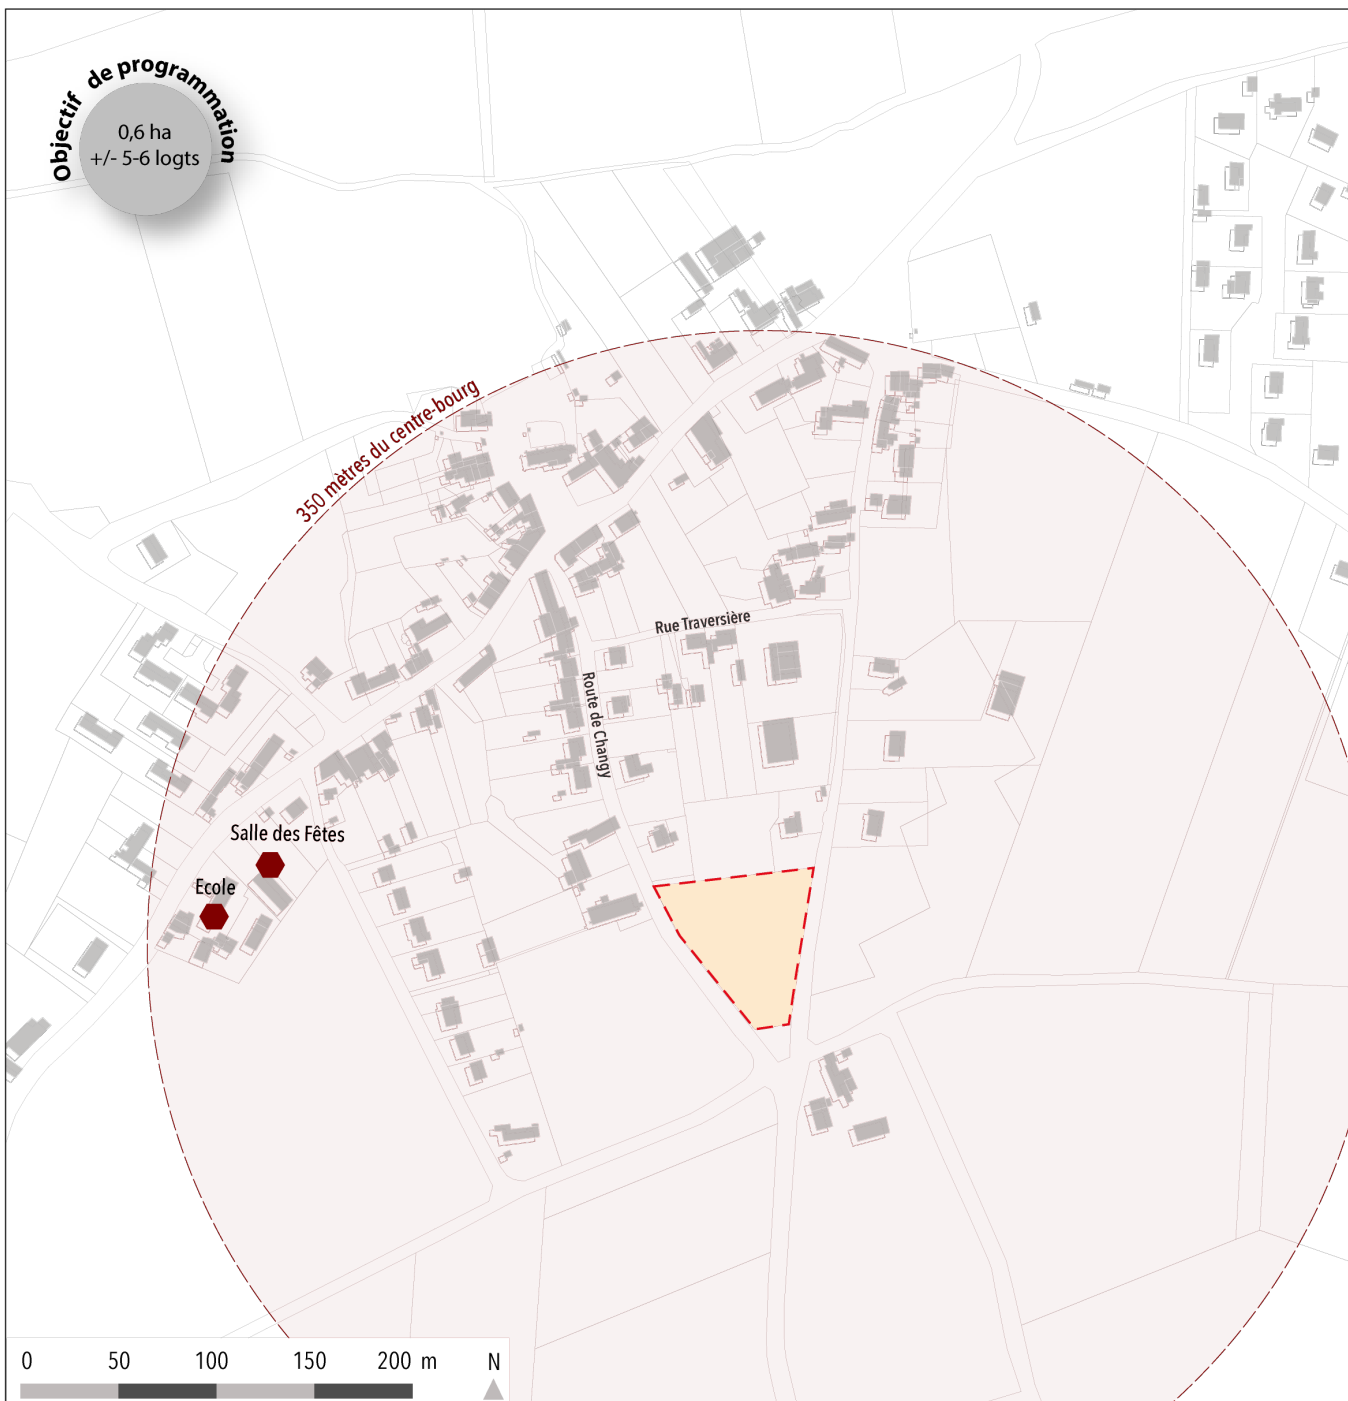 Objectif de programmation
0,6 ha
+/- 5-6 logts
350 mètres du centre-bourg
Rue Traversière
Route de Changy
Salle des Fêtes
Ecole
0 50 100 150 200 m
N